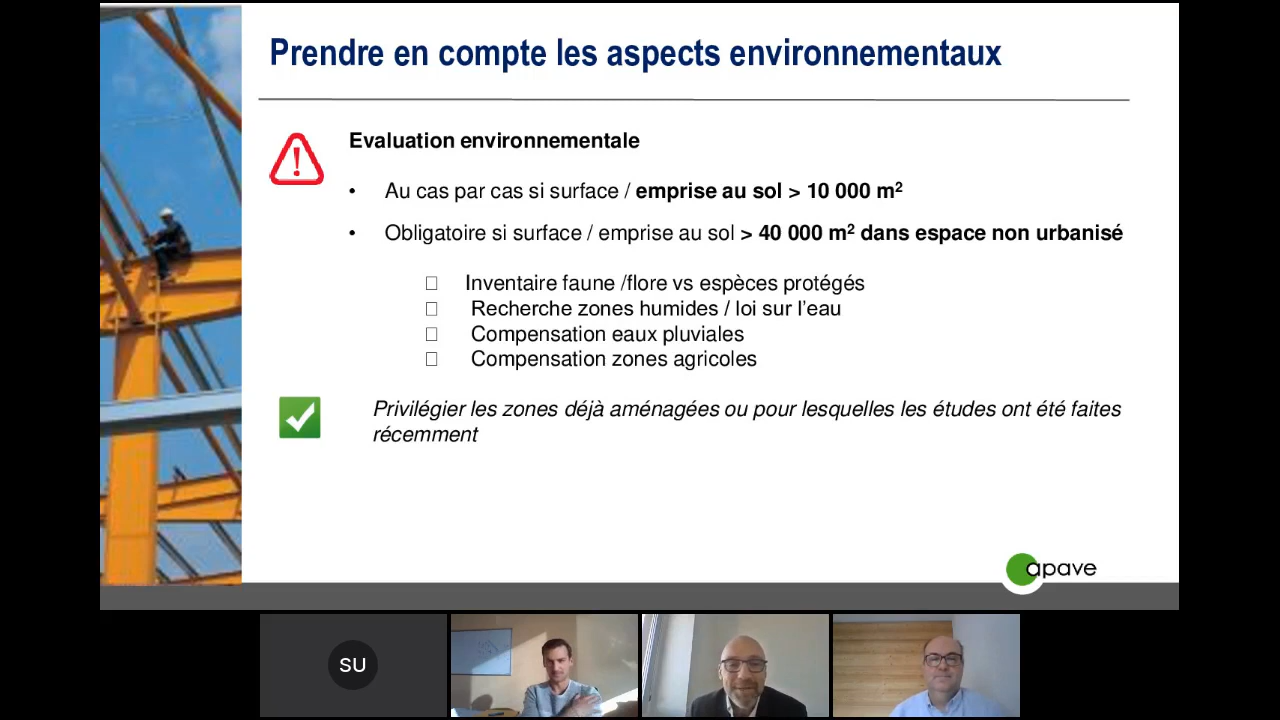 Prendre en compte les aspects environnementaux
Evaluation environnementale
• Au cas par cas si surface / emprise au sol > 10 000 m²
• Obligatoire si surface / emprise au sol > 40 000 m² dans espace non urbanisé
Inventaire faune /flore vs espèces protégés
Recherche zones humides / loi sur l'eau
Compensation eaux pluviales
Compensation zones agricoles
Privilégier les zones déjà aménagées ou pour lesquelles les études ont été faites
récemment
apave
SU